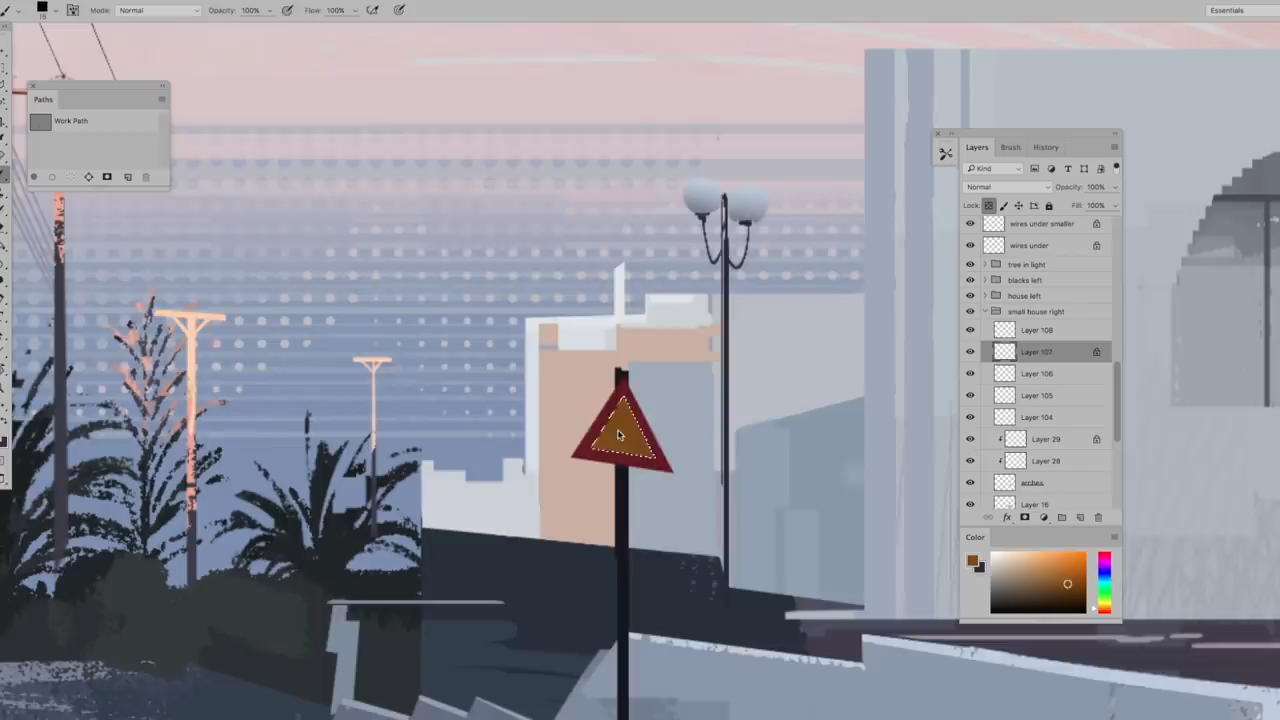 15
Mode: Normal
Opacity: 100%
Flow: 100%
Essentials
Paths
Work Path
Layers Brush History
Kind
Normal
Opacity: 100%
Lock:
Fill: 100%
wires under smaller
wires under
tree in light
blacks left
house left
small house right
Layer 108
Layer 107
Layer 106
Layer 105
Layer 104
Layer 29
Layer 28
arches
Layer 16
fx
Color